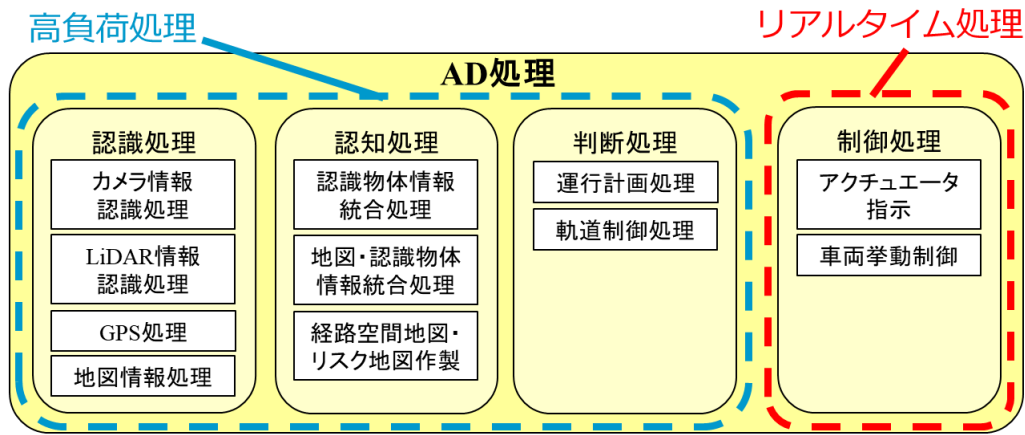 高負荷処理
リアルタイム処理
AD処理
認識処理
カメラ情報
認識処理
LiDAR情報
認識処理
GPS処理
地図情報処理
認知処理
認識物体情報
統合処理
地図・認識物体
情報統合処理
経路空間地図・
リスク地図作製
判断処理
運行計画処理
軌道制御処理
制御処理
アクチュエータ
指示
車両挙動制御